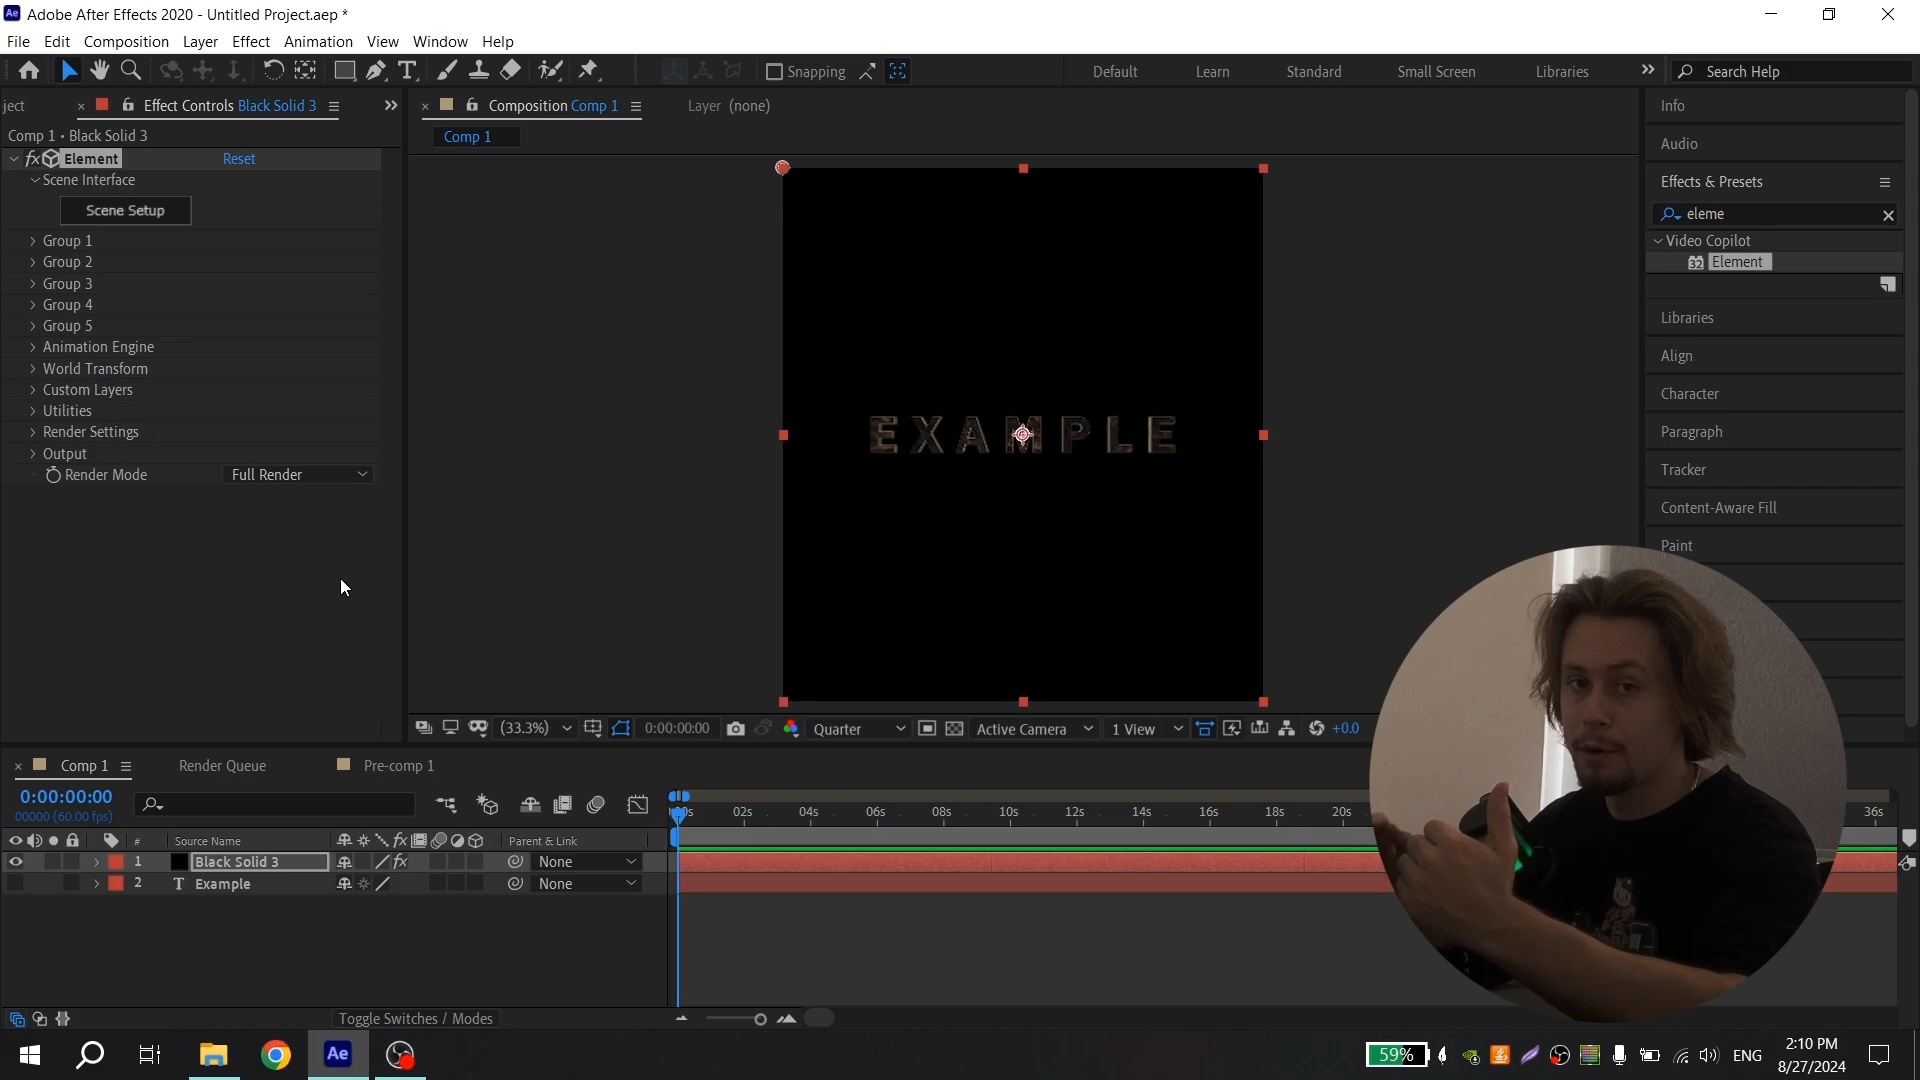 Adobe After Effects 2020 - Untitled Project.aep *
File Edit Composition Layer Effect Animation View Window Help
Snapping
Default Learn Standard Small Screen Libraries
Search Help
ject
Effect Controls Black Solid 3
Composition Comp 1
Layer (none)
Info
Comp 1 • Black Solid 3
Comp 1
Audio
fx Element Reset
Scene Interface
Scene Setup
Group 1
Group 2
Group 3
Group 4
Group 5
Animation Engine
World Transform
Custom Layers
Utilities
Render Settings
Output
Render Mode Full Render
EXAMPLE
Effects & Presets
eleme
Video Copilot
32 Element
Libraries
Align
Character
Paragraph
Tracker
Content-Aware Fill
Paint
(33.3%) 0:00:00:00 Quarter Active Camera 1 View +0.0
Comp 1 Render Queue Pre-comp 1
0:00:00:00
00000 (60.00 fps)
02s 04s 06s 08s 10s 12s 14s 16s 18s 20s 36s
# Source Name fx Parent & Link
1 Black Solid 3 fx None
2 T Example None
Toggle Switches / Modes
Ae
59% ENG
2:10 PM
8/27/2024